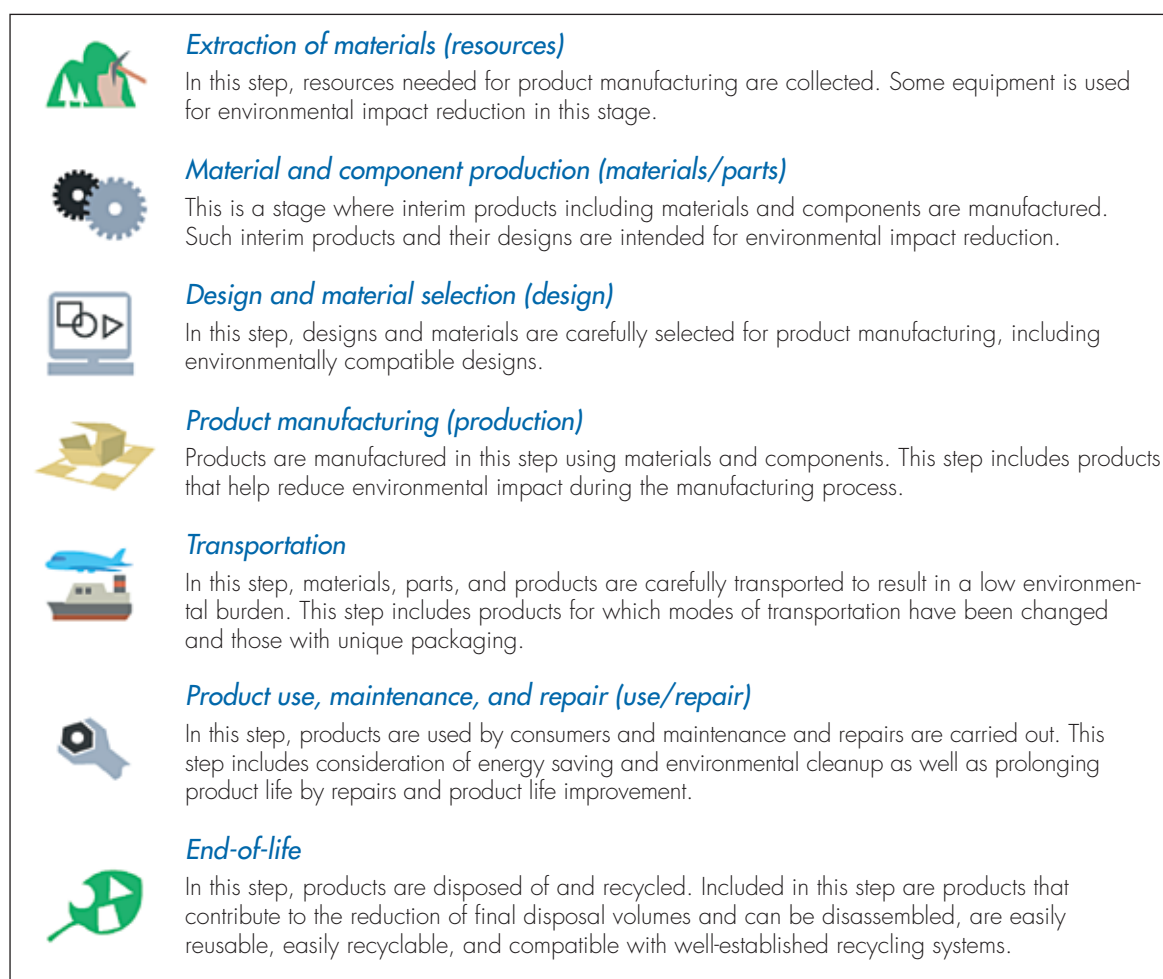 Extraction of materials (resources)
In this step, resources needed for product manufacturing are collected. Some equipment is used
for environmental impact reduction in this stage.
Material and component production (materials/parts)
This is a stage where interim products including materials and components are manufactured.
Such interim products and their designs are intended for environmental impact reduction.
Design and material selection (design)
In this step, designs and materials are carefully selected for product manufacturing, including
environmentally compatible designs.
Product manufacturing (production)
Products are manufactured in this step using materials and components. This step includes products
that help reduce environmental impact during the manufacturing process.
Transportation
In this step, materials, parts, and products are carefully transported to result in a low environmen-
tal burden. This step includes products for which modes of transportation have been changed
and those with unique packaging.
Product use, maintenance, and repair (use/repair)
In this step, products are used by consumers and maintenance and repairs are carried out. This
step includes consideration of energy saving and environmental cleanup as well as prolonging
product life by repairs and product life improvement.
End-of-life
In this step, products are disposed of and recycled. Included in this step are products that
contribute to the reduction of final disposal volumes and can be disassembled, are easily
reusable, easily recyclable, and compatible with well-established recycling systems.